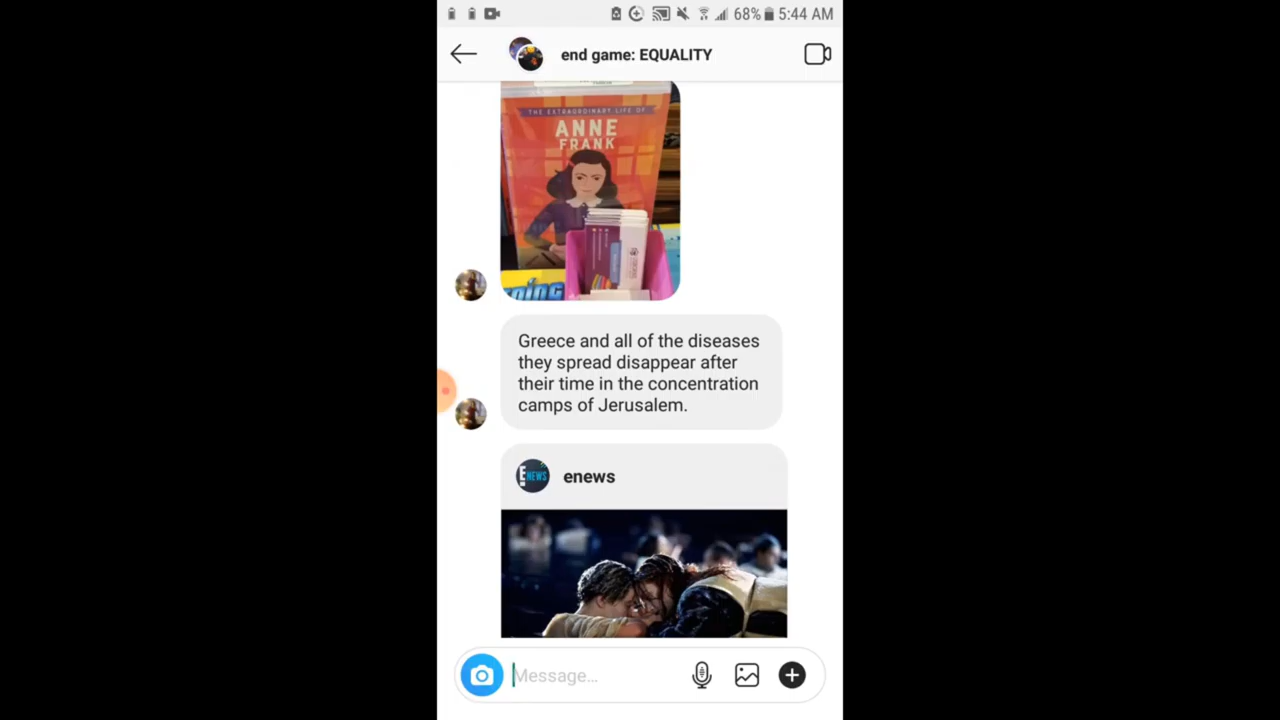 68% 5:44 AM
end game: EQUALITY
THE EXTRAORDINARY LIFE OF
ANNE
FRANK
Greece and all of the diseases
they spread disappear after
their time in the concentration
camps of Jerusalem.
E NEWS
enews
Message...